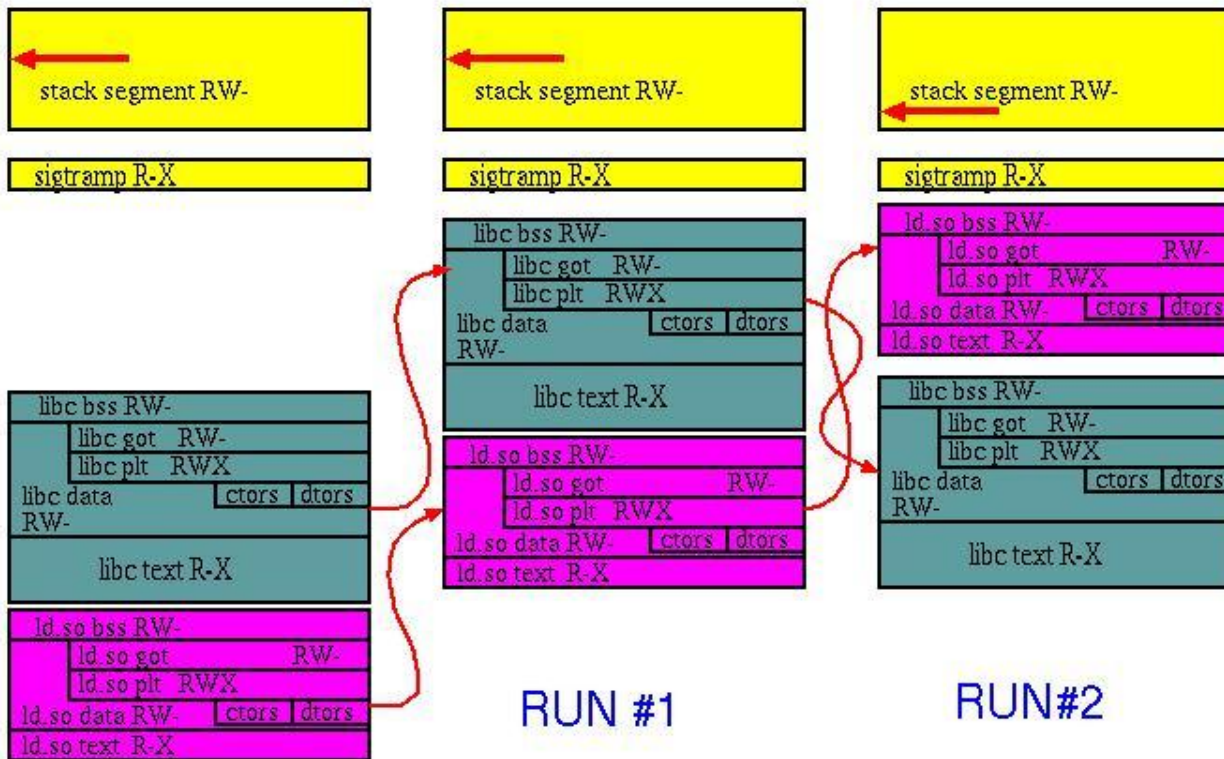 stack segment RW-
sigtramp R-X
libc bss RW-
libc got RW-
libc plt RWX
libc data ctors dtors
RW-
libc text R-X
ld.so bss RW-
ld.so got RW-
ld.so plt RWX
ld.so data RW- ctors dtors
ld.so text R-X
stack segment RW-
sigtramp R-X
libc bss RW-
libc got RW-
libc plt RWX
libc data ctors dtors
RW-
libc text R-X
ld.so bss RW-
ld.so got RW-
ld.so plt RWX
ld.so data RW- ctors dtors
ld.so text R-X
RUN #1
stack segment RW-
sigtramp R-X
ld.so bss RW-
ld.so got RW-
ld.so plt RWX
ld.so data RW- ctors dtors
ld.so text R-X
libc bss RW-
libc got RW-
libc plt RWX
libc data ctors dtors
RW-
libc text R-X
RUN#2